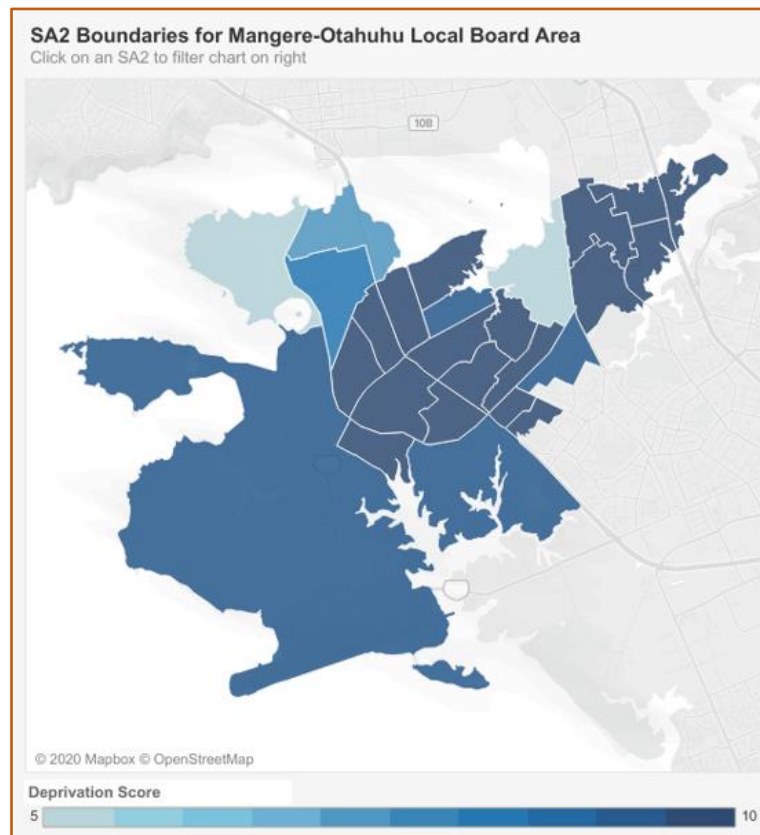 SA2 Boundaries for Mangere-Otahuhu Local Board Area
Click on an SA2 to filter chart on right
10B
© 2020 Mapbox © OpenStreetMap
Deprivation Score
5 10